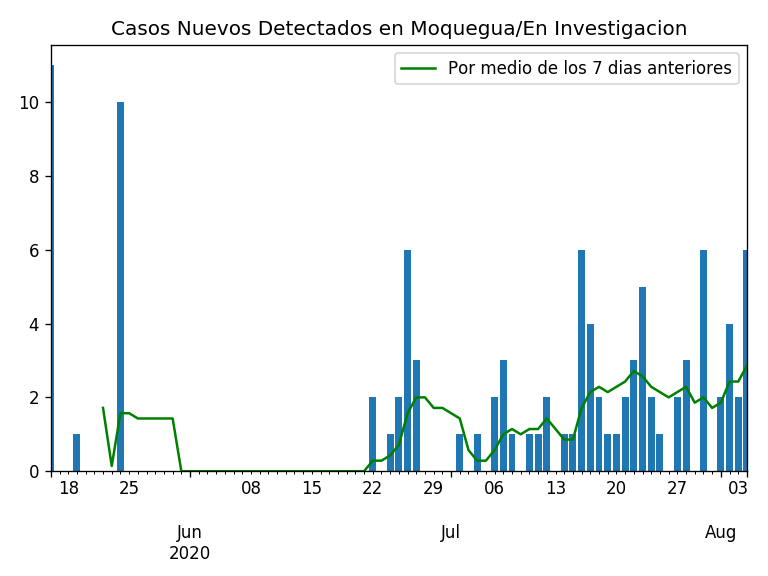 Casos Nuevos Detectados en Moquegua/En Investigacion
Por medio de los 7 dias anteriores
10
8
6
4
2
0
18 25 08 15 22 29 06 13 20 27 03
Jun Jul Aug
2020